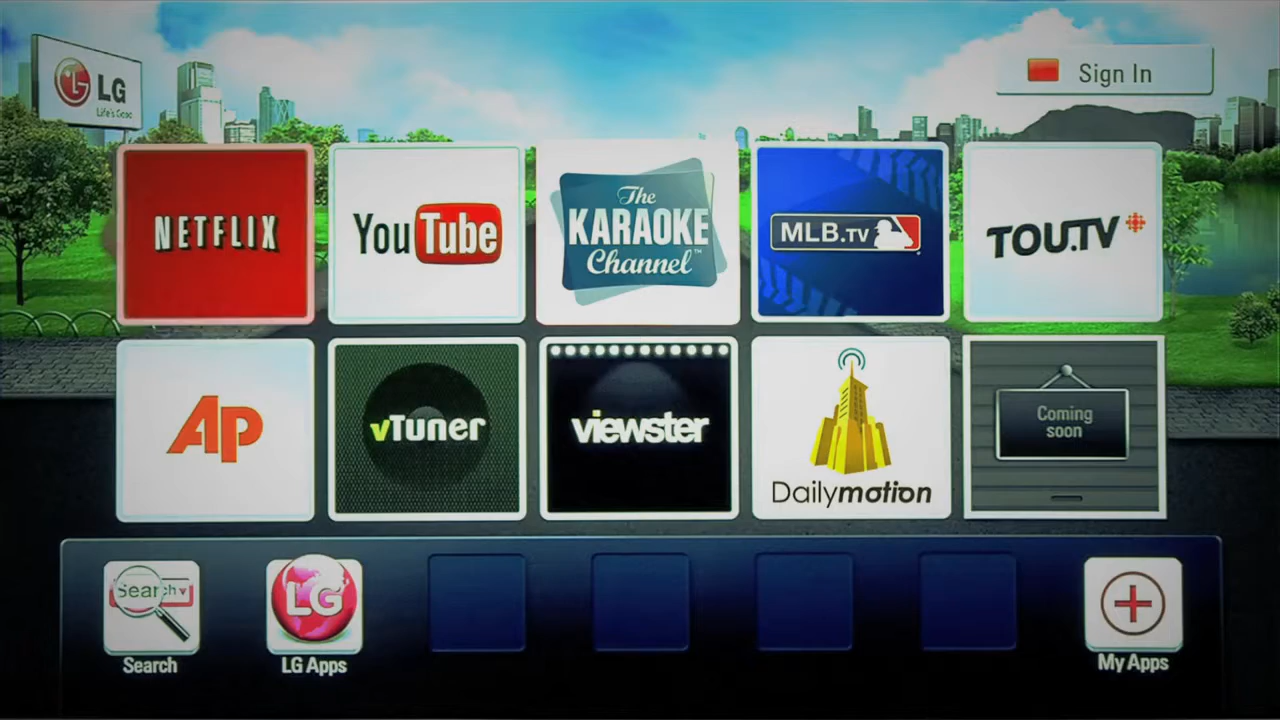 LG
Life's Good
Sign In
NETFLIX
YouTube
The
KARAOKE
Channel™
MLB.TV
TOU.TV
AP
vTuner
viewster
Dailymotion
Coming
soon
Search
LG
Search
LG Apps
My Apps